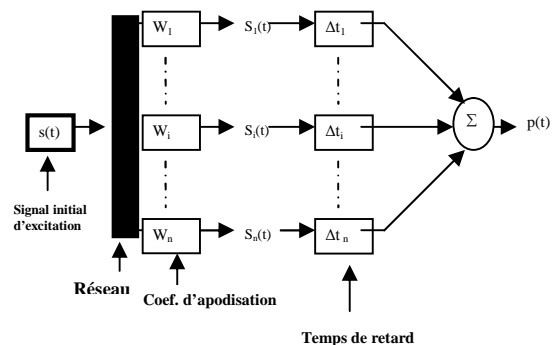 W₁ S₁(t) Δt₁
s(t) Wᵢ Sᵢ(t) Δtᵢ Σ p(t)
Signal initial
d'excitation
Wₙ Sₙ(t) Δt ₙ
Réseau
Coef. d'apodisation
Temps de retard